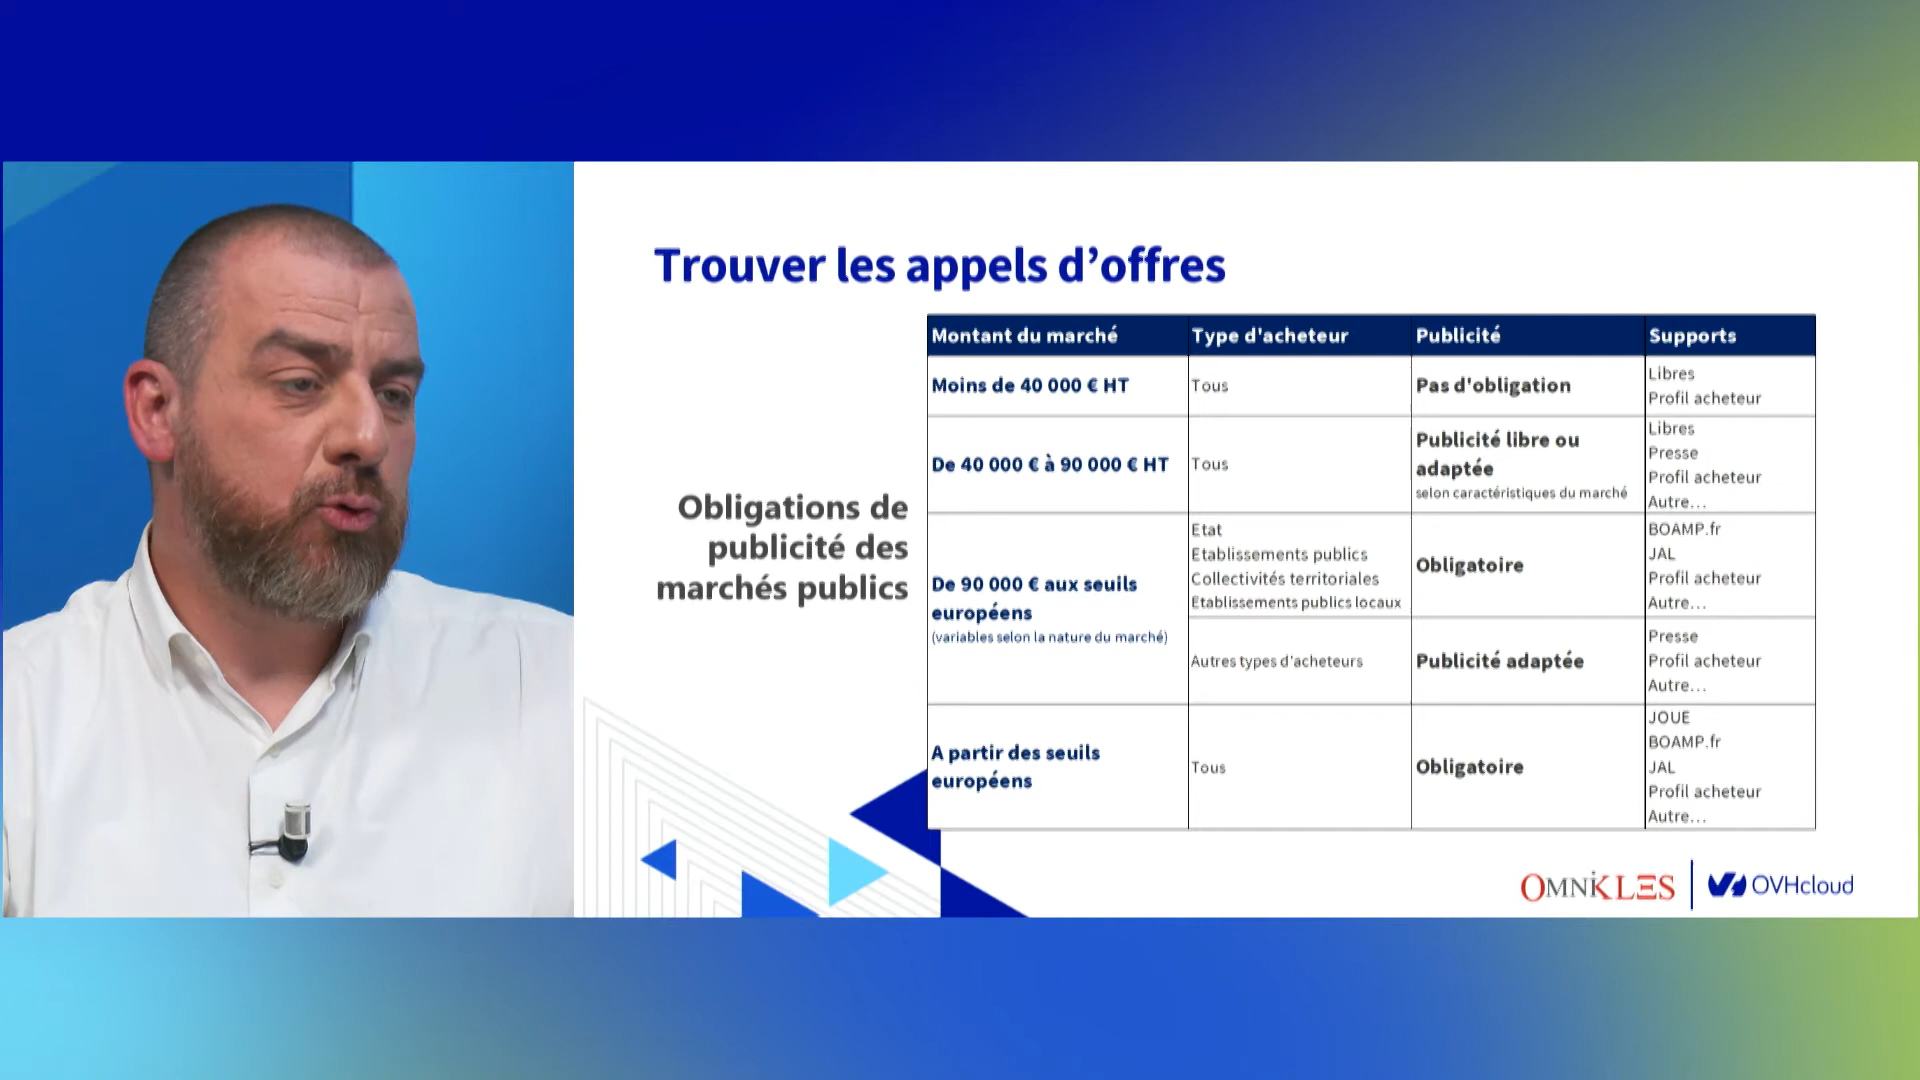 Trouver les appels d’offres
Obligations de
publicité des
marchés publics
Montant du marché
Type d'acheteur
Publicité
Supports
Moins de 40 000 € HT
Tous
Pas d'obligation
Libres
Profil acheteur
De 40 000 € à 90 000 € HT
Tous
Publicité libre ou
adaptée
selon caractéristiques du marché
Libres
Presse
Profil acheteur
Autre...
De 90 000 € aux seuils
européens
(variables selon la nature du marché)
Etat
Etablissements publics
Collectivités territoriales
Etablissements publics locaux
Obligatoire
BOAMP.fr
JAL
Profil acheteur
Autre...
Autres types d'acheteurs
Publicité adaptée
Presse
Profil acheteur
Autre...
A partir des seuils
européens
Tous
Obligatoire
JOUE
BOAMP.fr
JAL
Profil acheteur
Autre...
OMNIKLES
OVHcloud